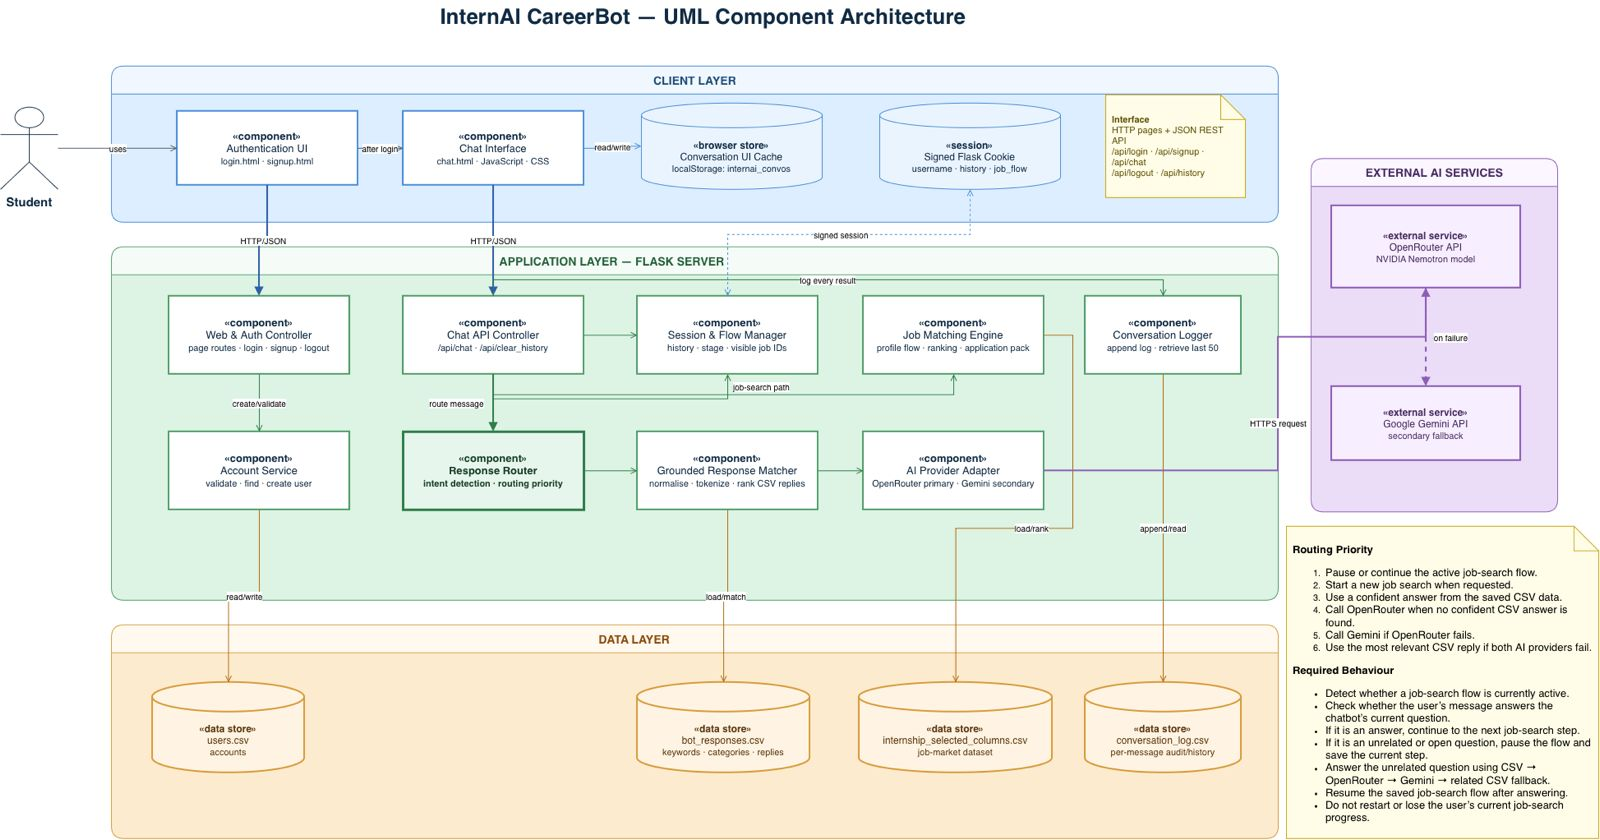 InternAI CareerBot — UML Component Architecture
CLIENT LAYER
Student
uses
«component»
Authentication UI
login.html · signup.html
after login
«component»
Chat Interface
chat.html · JavaScript · CSS
read/write
«browser store»
Conversation UI Cache
localStorage: internai_convos
«session»
Signed Flask Cookie
username · history · job_flow
Interface
HTTP pages + JSON REST
API
/api/login · /api/signup ·
/api/chat
/api/logout · /api/history
HTTP/JSON
HTTP/JSON
signed session
APPLICATION LAYER — FLASK SERVER
log every result
«component»
Web & Auth Controller
page routes · login · signup · logout
«component»
Chat API Controller
/api/chat · /api/clear_history
«component»
Session & Flow Manager
history · stage · visible job IDs
«component»
Job Matching Engine
profile flow · ranking · application pack
«component»
Conversation Logger
append log · retrieve last 50
create/validate
route message
job-search path
«component»
Account Service
validate · find · create user
«component»
Response Router
intent detection · routing priority
«component»
Grounded Response Matcher
normalise · tokenize · rank CSV replies
«component»
AI Provider Adapter
OpenRouter primary · Gemini secondary
HTTPS request
load/rank
append/read
read/write
load/match
EXTERNAL AI SERVICES
«external service»
OpenRouter API
NVIDIA Nemotron model
on failure
«external service»
Google Gemini API
secondary fallback
DATA LAYER
«data store»
users.csv
accounts
«data store»
bot_responses.csv
keywords · categories · replies
«data store»
internship_selected_columns.csv
job-market dataset
«data store»
conversation_log.csv
per-message audit/history
Routing Priority
1. Pause or continue the active job-search flow.
2. Start a new job search when requested.
3. Use a confident answer from the saved CSV data.
4. Call OpenRouter when no confident CSV answer is
found.
5. Call Gemini if OpenRouter fails.
6. Use the most relevant CSV reply if both AI providers fail.
Required Behaviour
• Detect whether a job-search flow is currently active.
• Check whether the user's message answers the
chatbot's current question.
• If it is an answer, continue to the next job-search step.
• If it is an unrelated or open question, pause the flow and
save the current step.
• Answer the unrelated question using CSV →
OpenRouter → Gemini → related CSV fallback.
• Resume the saved job-search flow after answering.
• Do not restart or lose the user's current job-search
progress.